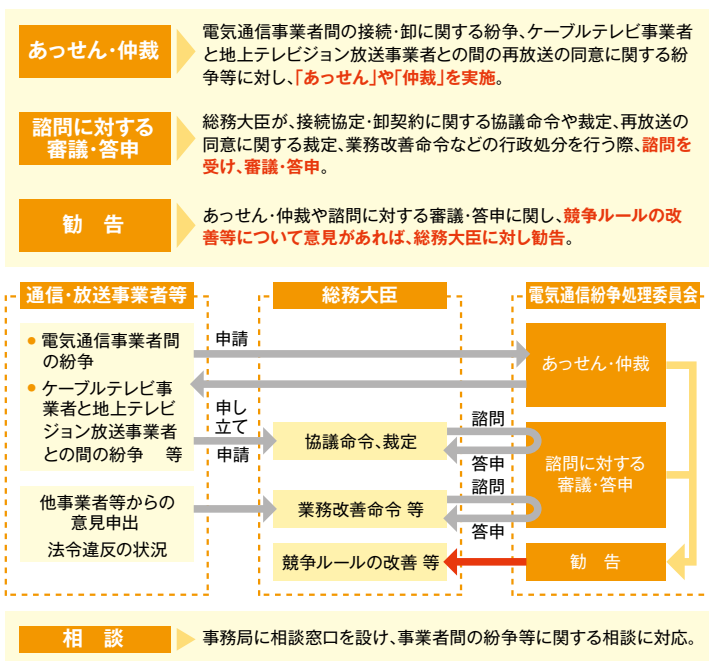 あっせん・仲裁
電気通信事業者間の接続・卸に関する紛争、ケーブルテレビ事業者
と地上テレビジョン放送事業者との間の再放送の同意に関する紛
争等に対し、「あっせん」や「仲裁」を実施。
諮問に対する
審議・答申
総務大臣が、接続協定・卸契約に関する協議命令や裁定、再放送の
同意に関する裁定、業務改善命令などの行政処分を行う際、諮問を
受け、審議・答申。
勧 告
あっせん・仲裁や諮問に対する審議・答申に関し、競争ルールの改
善等について意見があれば、総務大臣に対し勧告。
通信・放送事業者等
総務大臣
電気通信紛争処理委員会
● 電気通信事業者間
の紛争
● ケーブルテレビ事
業者と地上テレビ
ジョン放送事業者
との間の紛争 等
申請
あっせん・仲裁
申し
立て
申請
協議命令、裁定
諮問
答申
諮問に対する
審議・答申
他事業者等からの
意見申出
法令違反の状況
業務改善命令 等
諮問
答申
競争ルールの改善 等
勧 告
相 談
事務局に相談窓口を設け、事業者間の紛争等に関する相談に対応。